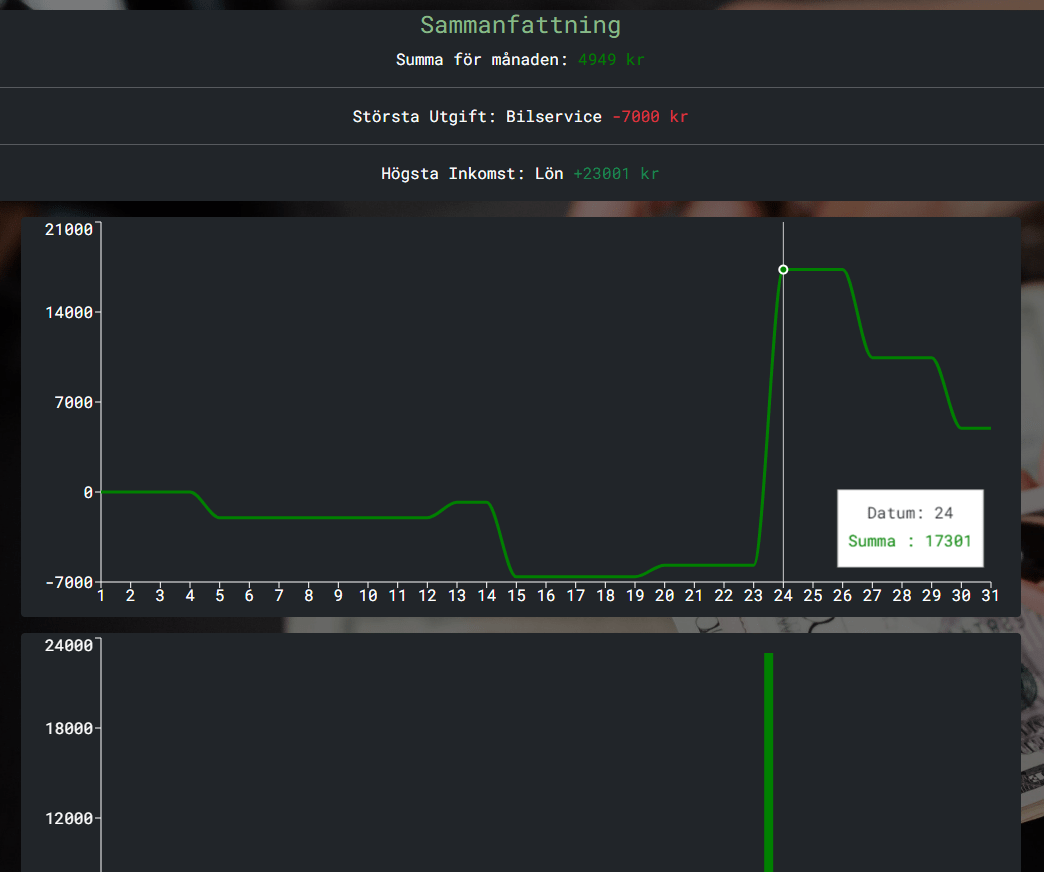 Sammanfattning
Summa för månaden: 4949 kr
Största Utgift: Bilservice -7000 kr
Högsta Inkomst: Lön +23001 kr
21000
14000
7000
0
-7000
1 2 3 4 5 6 7 8 9 10 11 12 13 14 15 16 17 18 19 20 21 22 23 24 25 26 27 28 29 30 31
Datum: 24
Summa : 17301
24000
18000
12000